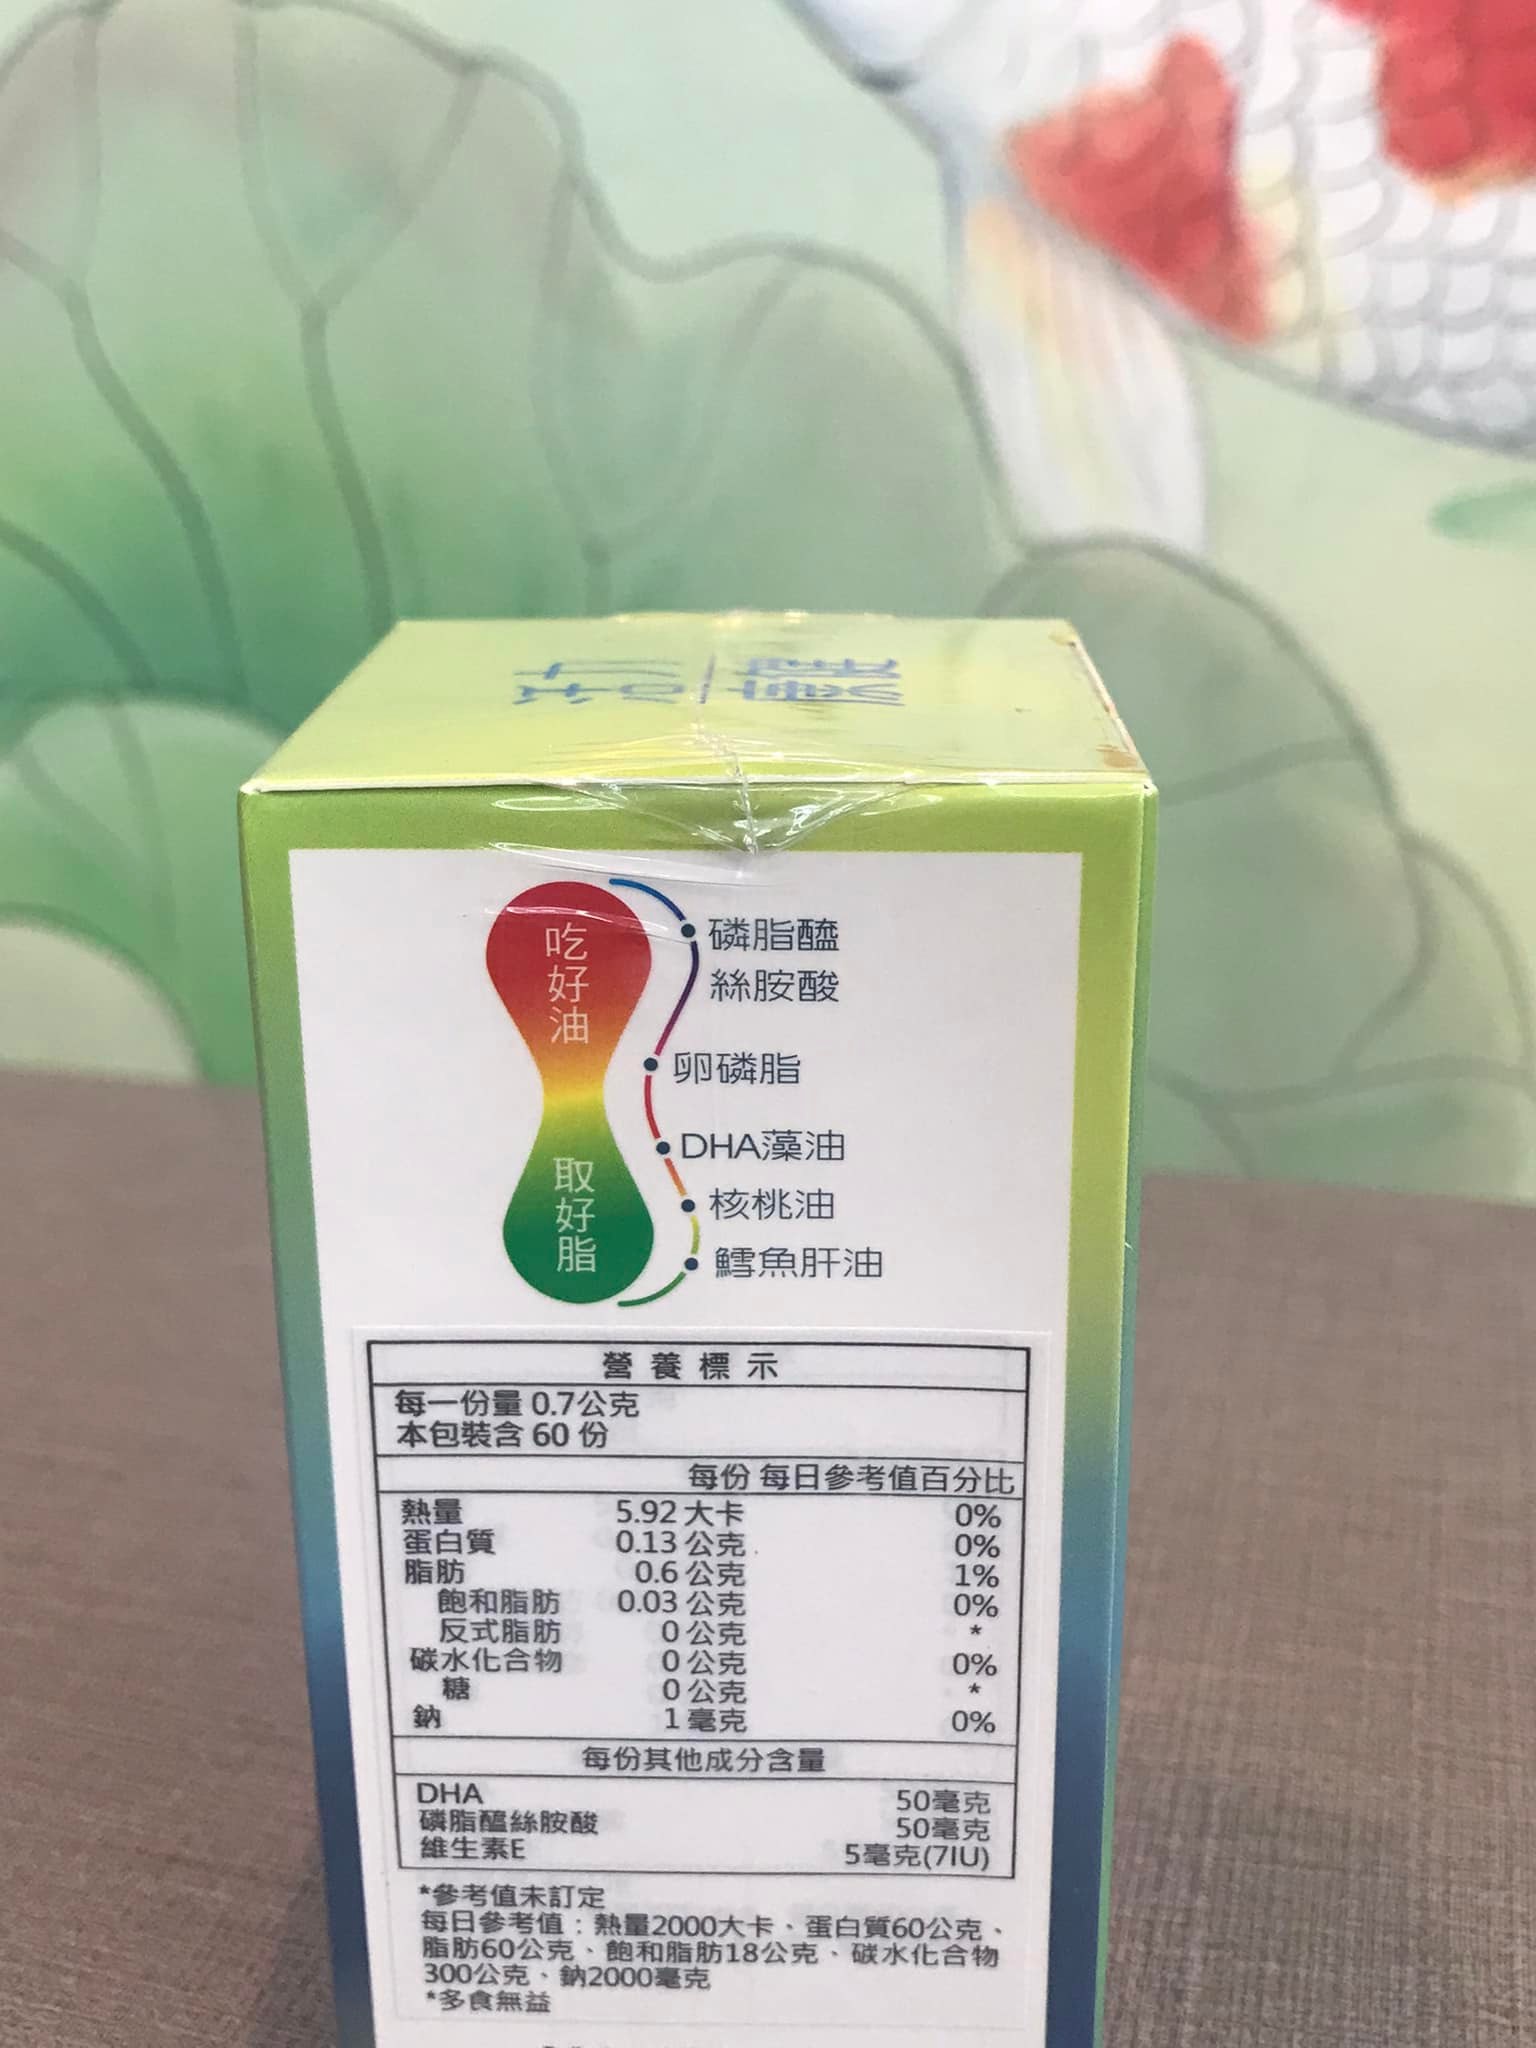 吃好油
取好脂
磷脂醯
絲胺酸
卵磷脂
DHA藻油
核桃油
鱈魚肝油
營養標示
每一份量 0.7公克
本包裝含 60 份
每份 每日參考值百分比
熱量 5.92 大卡 0%
蛋白質 0.13 公克 0%
脂肪 0.6 公克 1%
飽和脂肪 0.03 公克 0%
反式脂肪 0 公克 *
碳水化合物 0 公克 0%
糖 0 公克 *
鈉 1 毫克 0%
每份其他成分含量
DHA 50毫克
磷脂醯絲胺酸 50毫克
維生素E 5毫克(7IU)
*參考值未訂定
每日參考值：熱量2000大卡、蛋白質60公克、
脂肪60公克、飽和脂肪18公克、碳水化合物
300公克、鈉2000毫克
*多食無益